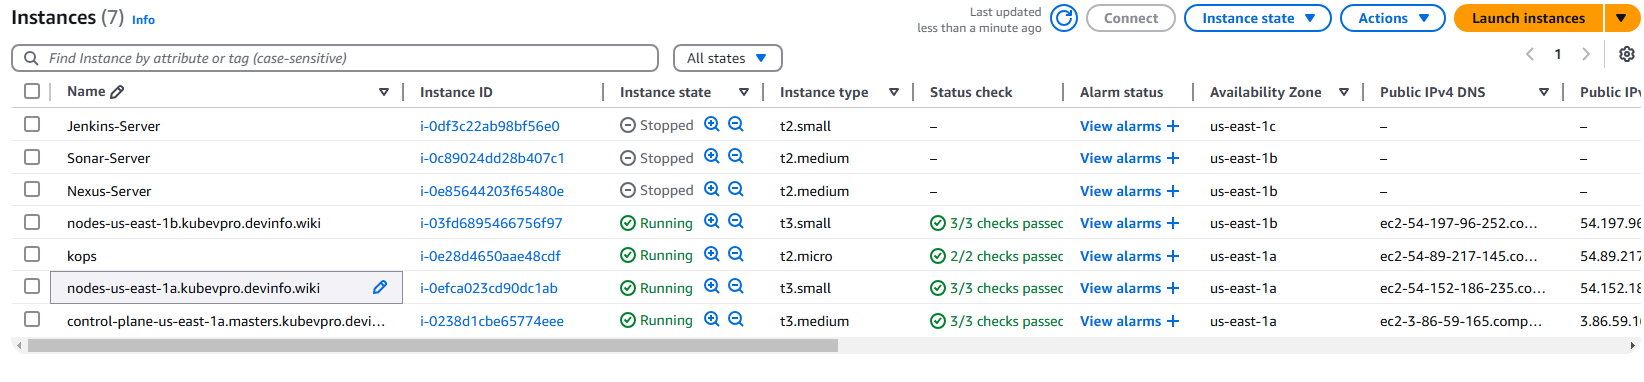 Instances (7) Info
Last updated
less than a minute ago
Connect Instance state Actions Launch instances
Find Instance by attribute or tag (case-sensitive) All states 1
Name Instance ID Instance state Instance type Status check Alarm status Availability Zone Public IPv4 DNS Public IPv
Jenkins-Server i-0df3c22ab98bf56e0 Stopped t2.small – View alarms + us-east-1c – –
Sonar-Server i-0c89024dd28b407c1 Stopped t2.medium – View alarms + us-east-1b – –
Nexus-Server i-0e85644203f65480e Stopped t2.medium – View alarms + us-east-1b – –
nodes-us-east-1b.kubevpro.devinfo.wiki i-03fd6895466756f97 Running t3.small 3/3 checks passed View alarms + us-east-1b ec2-54-197-96-252.co... 54.197.96
kops i-0e28d4650aae48cdf Running t2.micro 2/2 checks passed View alarms + us-east-1a ec2-54-89-217-145.co... 54.89.217
nodes-us-east-1a.kubevpro.devinfo.wiki i-0efca023cd90dc1ab Running t3.small 3/3 checks passed View alarms + us-east-1a ec2-54-152-186-235.co... 54.152.18
control-plane-us-east-1a.masters.kubevpro.devi... i-0238d1cbe65774eee Running t3.medium 3/3 checks passed View alarms + us-east-1a ec2-3-86-59-165.comp... 3.86.59.16